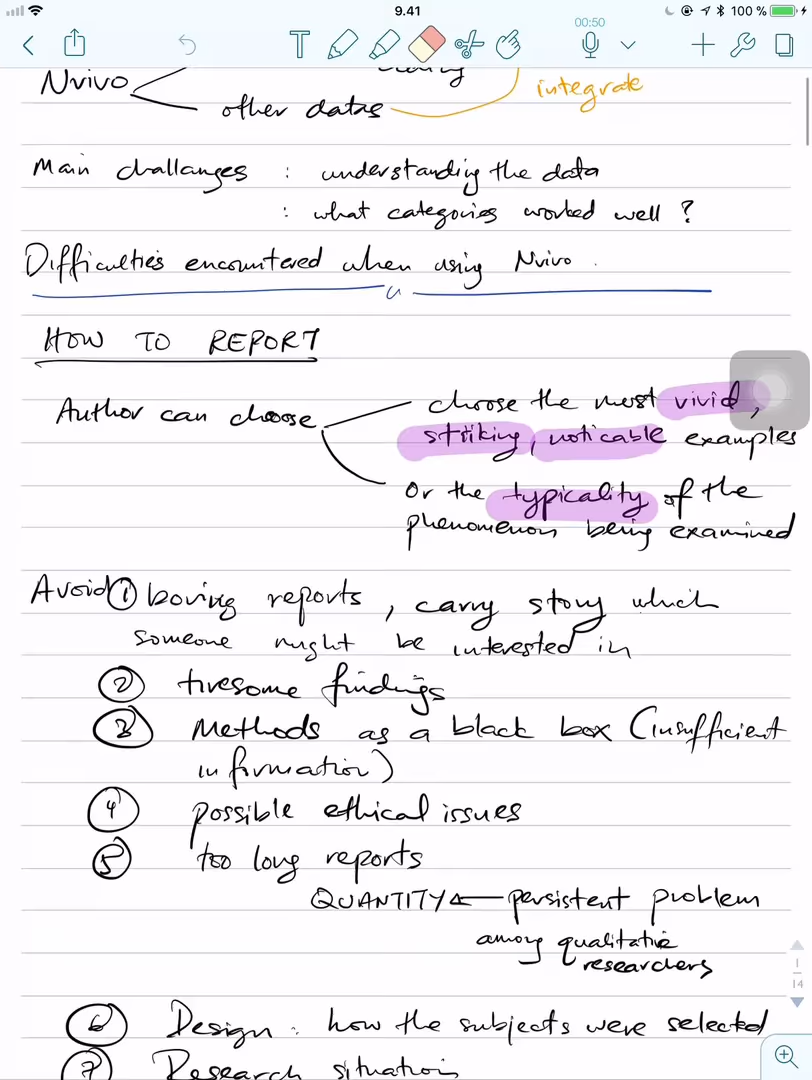 9.41
100 %
00:50
T
Nvivo
other datas
integrate
Main challanges : understanding the data
: what categories worked well ?
Difficulties encountered when using Nvivo .
HOW TO REPORT
Author can choose
choose the most vivid,
striking, noticable examples
Or the typicality of the
phenomenon being examined
Avoid ① boring reports , carry story which
someone might be interested in
② tiresome findings
③ Methods as a black box (insufficient
information)
④ possible ethical issues
⑤ too long reports
QUANTITY ← persistent problem
among qualitative
researchers
1
14
⑥ Design : how the subjects were selected
⑦ Research situation